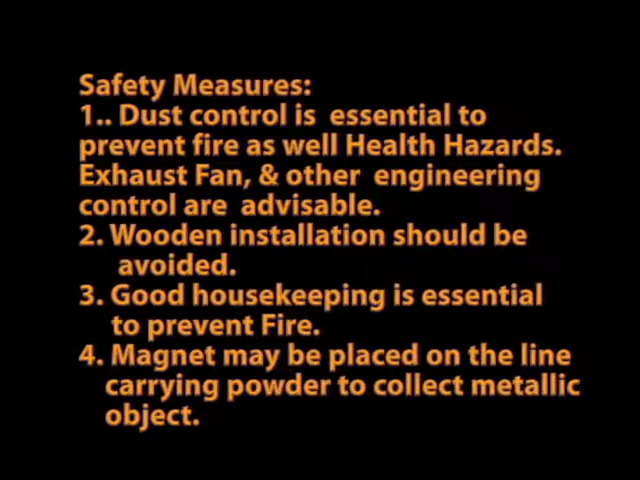 Safety Measures:
1.. Dust control is essential to
prevent fire as well Health Hazards.
Exhaust Fan, & other engineering
control are advisable.
2. Wooden installation should be
avoided.
3. Good housekeeping is essential
to prevent Fire.
4. Magnet may be placed on the line
carrying powder to collect metallic
object.